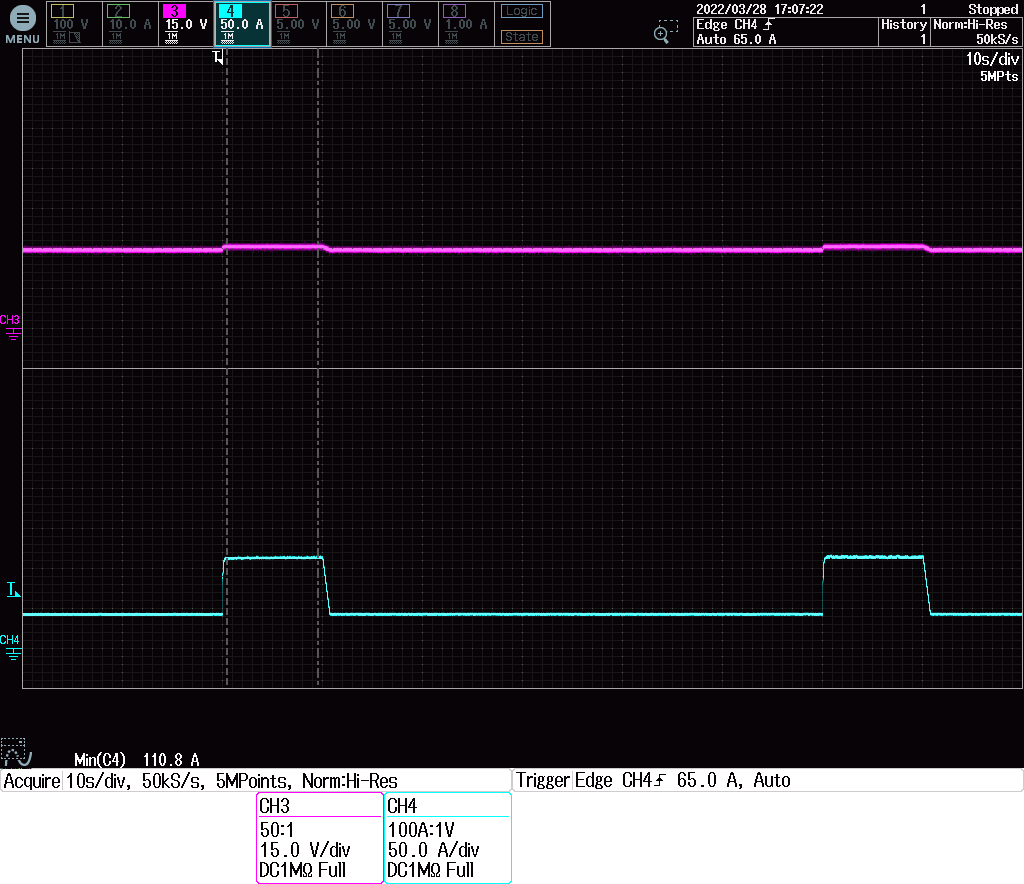 MENU
1 2 3 4 5 6 7 8 Logic
100 V 10.0 A 15.0 V 50.0 A 5.00 V 5.00 V 5.00 V 1.00 A
1M 1M 1M 1M 1M 1M 1M 1M State
2022/03/28 17:07:22 1 Stopped
Edge CH4 History Norm:Hi-Res
Auto 65.0 A 1 50kS/s
T
10s/div
5MPts
CH3
T
CH4
Min(C4) 110.8 A
Acquire 10s/div, 50kS/s, 5MPoints, Norm:Hi-Res Trigger Edge CH4 65.0 A, Auto
CH3 CH4
50:1 100A:1V
15.0 V/div 50.0 A/div
DC1MΩ Full DC1MΩ Full